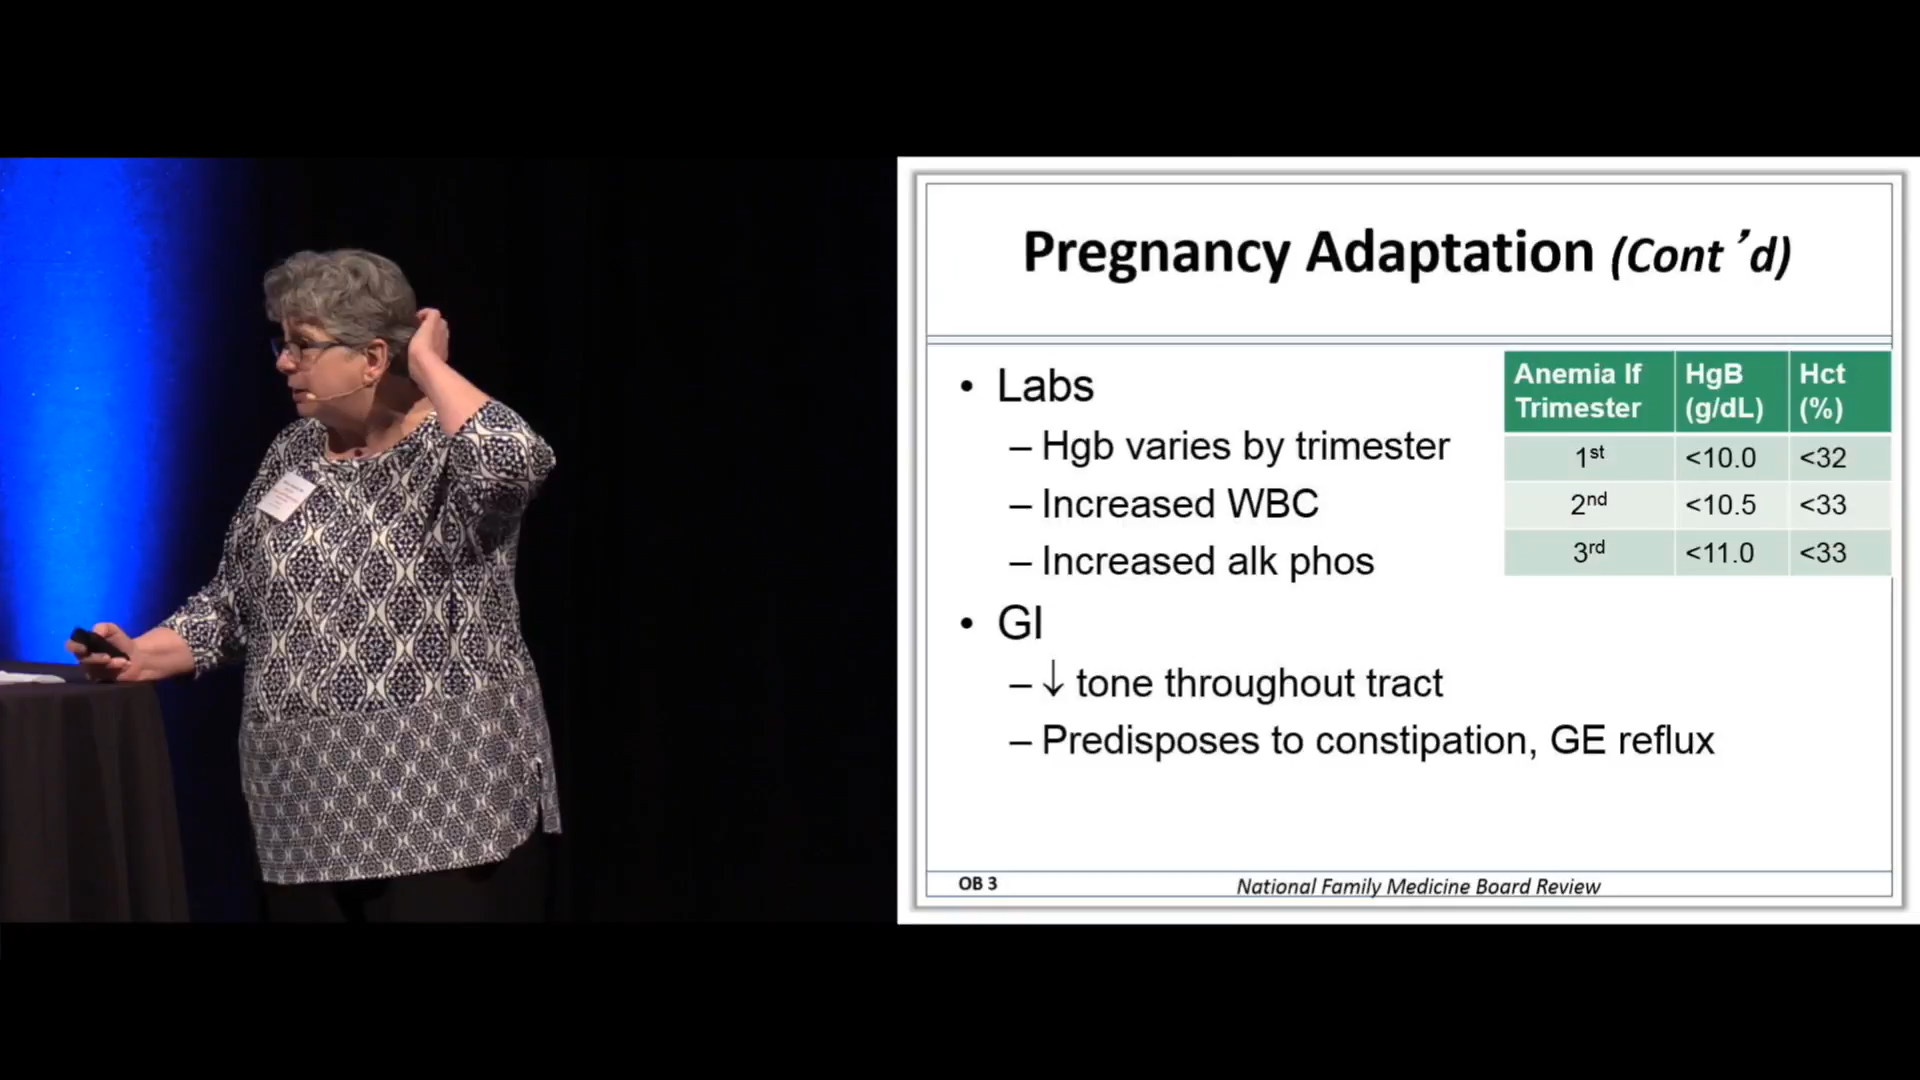 Pregnancy Adaptation (Cont’d)
• Labs
– Hgb varies by trimester
– Increased WBC
– Increased alk phos
Anemia If Trimester HgB (g/dL) Hct (%)
1st <10.0 <32
2nd <10.5 <33
3rd <11.0 <33
• GI
– ↓ tone throughout tract
– Predisposes to constipation, GE reflux
OB 3
National Family Medicine Board Review